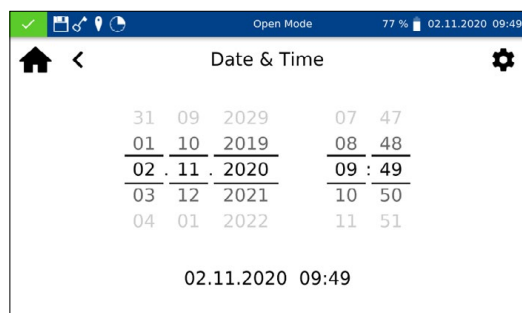 Open Mode 77 % 02.11.2020 09:49
Date & Time
31 09 2029 07 47
01 10 2019 08 48
02 . 11 . 2020 09 : 49
03 12 2021 10 50
04 01 2022 11 51
02.11.2020 09:49